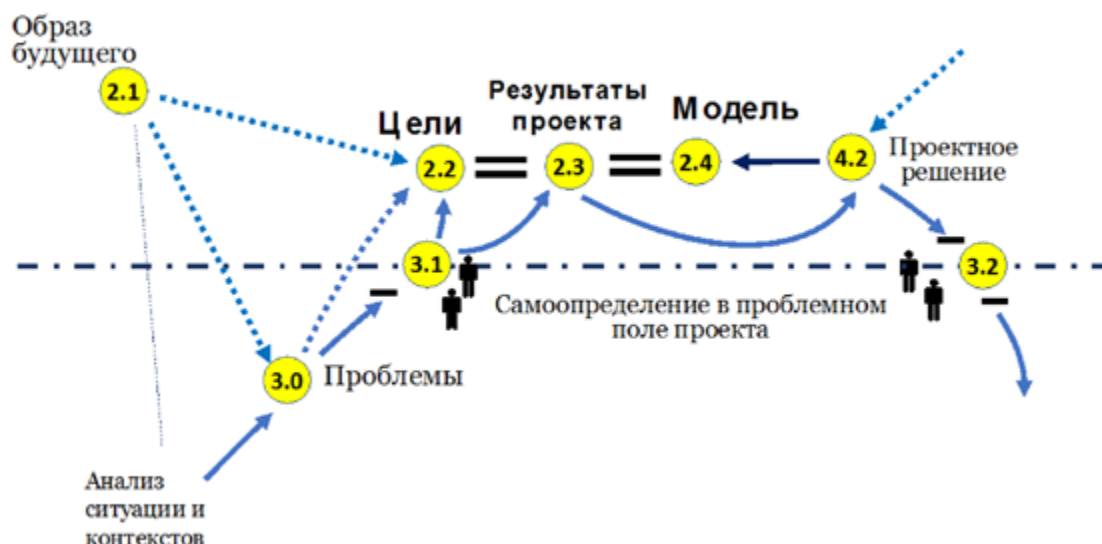 Образ
будущего
2.1
Цели
Результаты
проекта
Модель
2.2
2.3
2.4
4.2
Проектное
решение
3.1
3.2
Самоопределение в проблемном
поле проекта
3.0
Проблемы
Анализ
ситуации и
контекстов